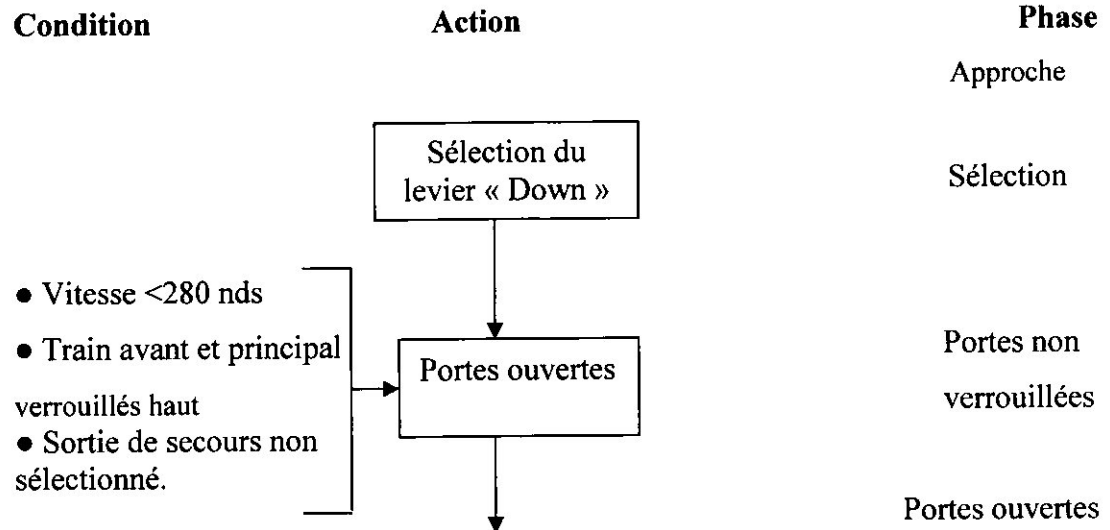 Condition Action Phase
Approche
Sélection du
levier « Down »
Sélection
● Vitesse <280 nds
● Train avant et principal
verrouillés haut
● Sortie de secours non
sélectionné.
Portes ouvertes
Portes non
verrouillées
Portes ouvertes